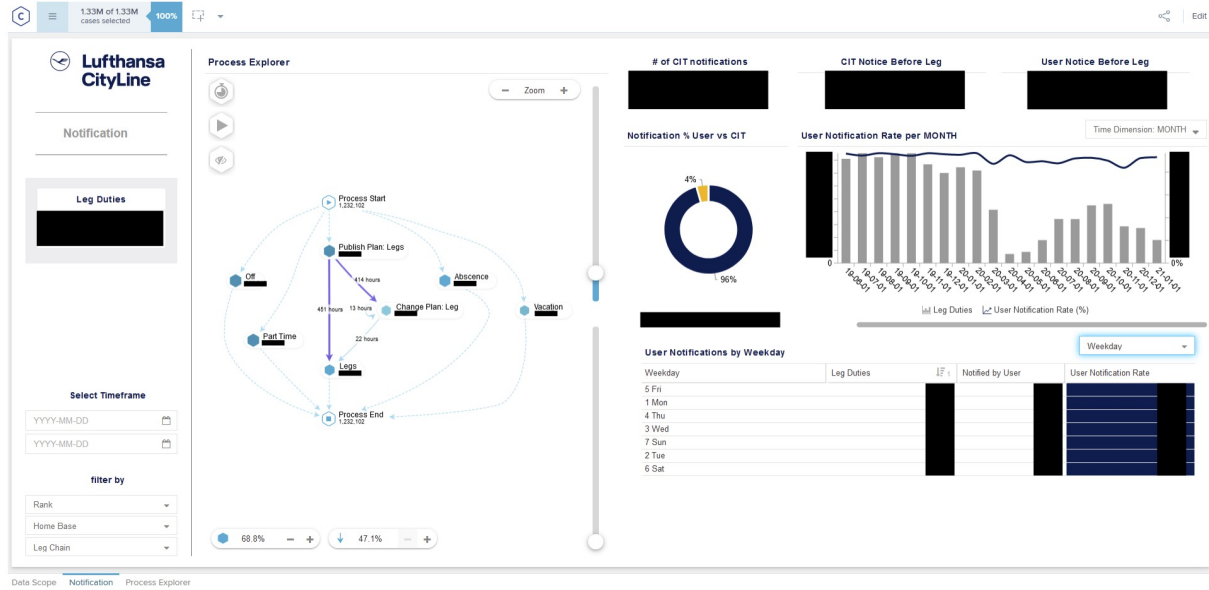 C
1.33M of 1.33M
cases selected
100%
Edit
Lufthansa
CityLine
Notification
Leg Duties
Select Timeframe
YYYY-MM-DD
YYYY-MM-DD
filter by
Rank
Home Base
Leg Chain
Process Explorer
− Zoom +
Process Start
1,232,102
Publish Plan: Legs
Off
414 hours
Abscence
451 hours
13 hours
Change Plan: Leg
Vacation
Part Time
22 hours
Legs
Process End
1,232,102
68.8% − +
47.1% − +
# of CIT notifications
CIT Notice Before Leg
User Notice Before Leg
Notification % User vs CIT
4%
96%
User Notification Rate per MONTH
Time Dimension: MONTH
0
0%
19-06-01
19-07-01
19-08-01
19-09-01
19-10-01
19-11-01
19-12-01
20-01-01
20-02-01
20-03-01
20-04-01
20-05-01
20-06-01
20-07-01
20-08-01
20-09-01
20-10-01
20-11-01
20-12-01
21-01-01
Leg Duties
User Notification Rate (%)
User Notifications by Weekday
Weekday
Weekday Leg Duties 1 Notified by User User Notification Rate
5 Fri
1 Mon
4 Thu
3 Wed
7 Sun
2 Tue
6 Sat
Data Scope Notification Process Explorer